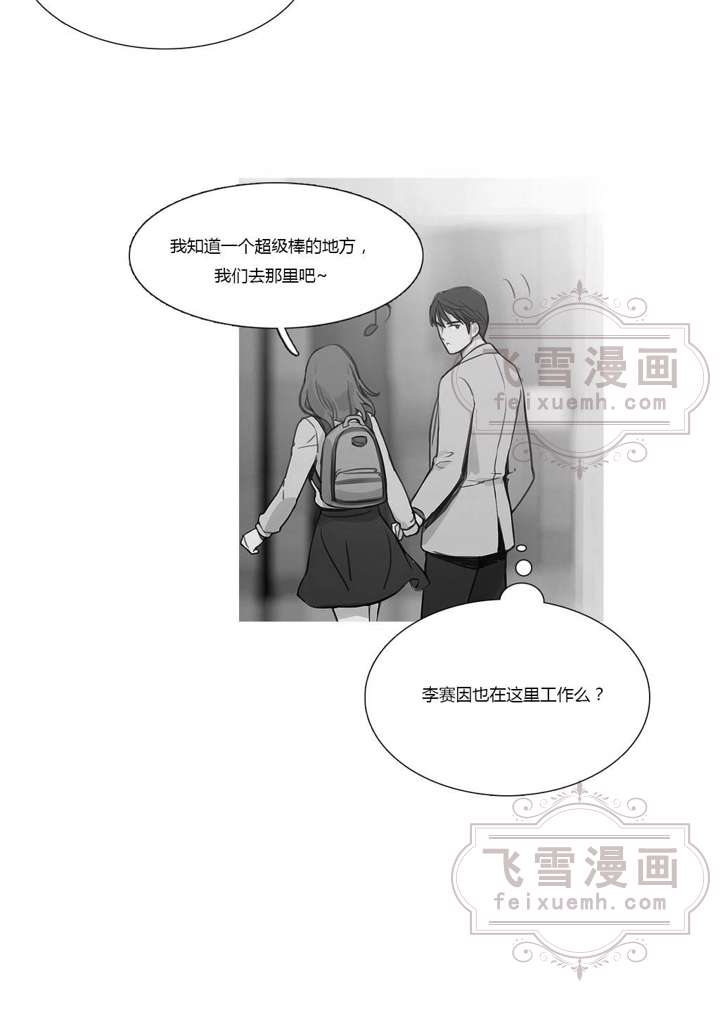 我知道一个超级棒的地方，
我们去那里吧~
飞雪漫画
feixuemh.com
李赛因也在这里工作么？
飞雪漫画
feixuemh.com